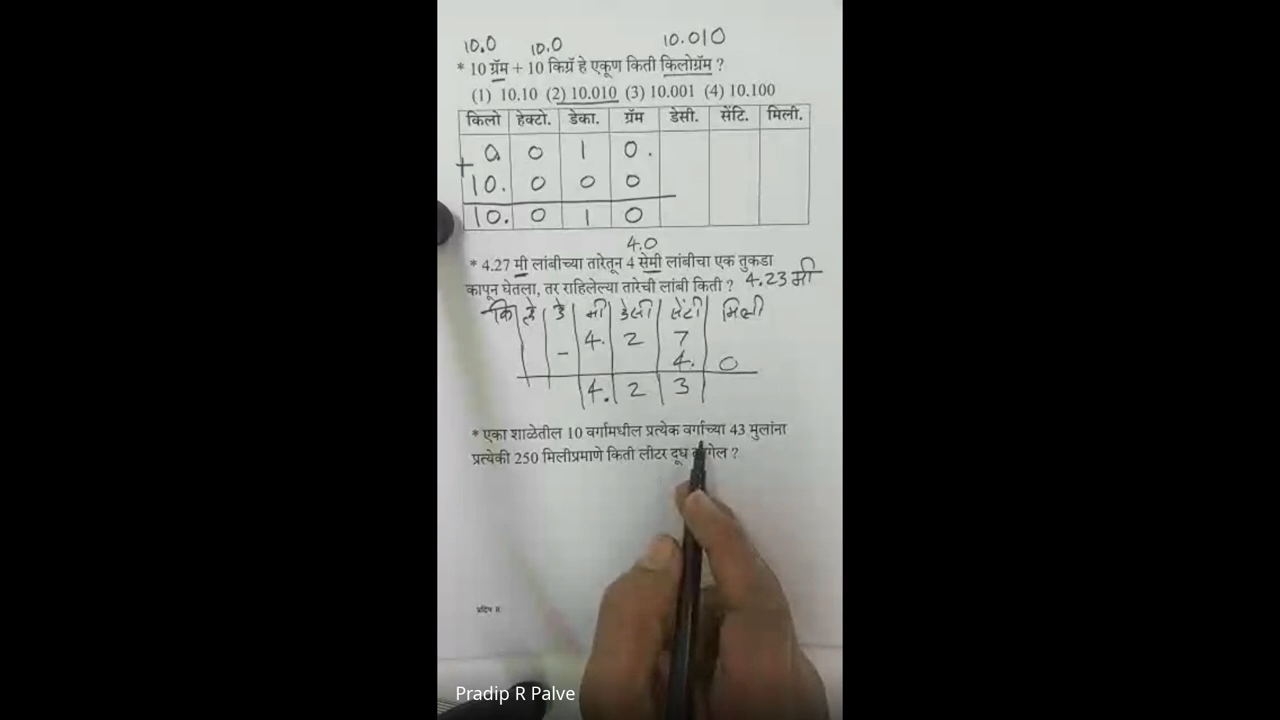 10.0 10.0 10.010
* 10 ग्रॅम + 10 किग्रॅ हे एकूण किती किलोग्रॅम ?
(1) 10.10 (2) 10.010 (3) 10.001 (4) 10.100
किलो हेक्टो. डेका. ग्रॅम डेसी. सेंटि. मिली.
+ 0. 0 1 0.
10. 0 0 0
10. 0 1 0
4.0
* 4.27 मी लांबीच्या तारेतून 4 सेमी लांबीचा एक तुकडा
कापून घेतला, तर राहिलेल्या तारेची लांबी किती ? 4.23 मी
कि हे डे मी डेसी सेंटी मिली
4. 2 7
- 4. 0
4. 2 3
* एका शाळेतील 10 वर्गामधील प्रत्येक वर्गाच्या 43 मुलांना
प्रत्येकी 250 मिलीप्रमाणे किती लीटर दूध ?
प्रदिप
Pradip R Palve